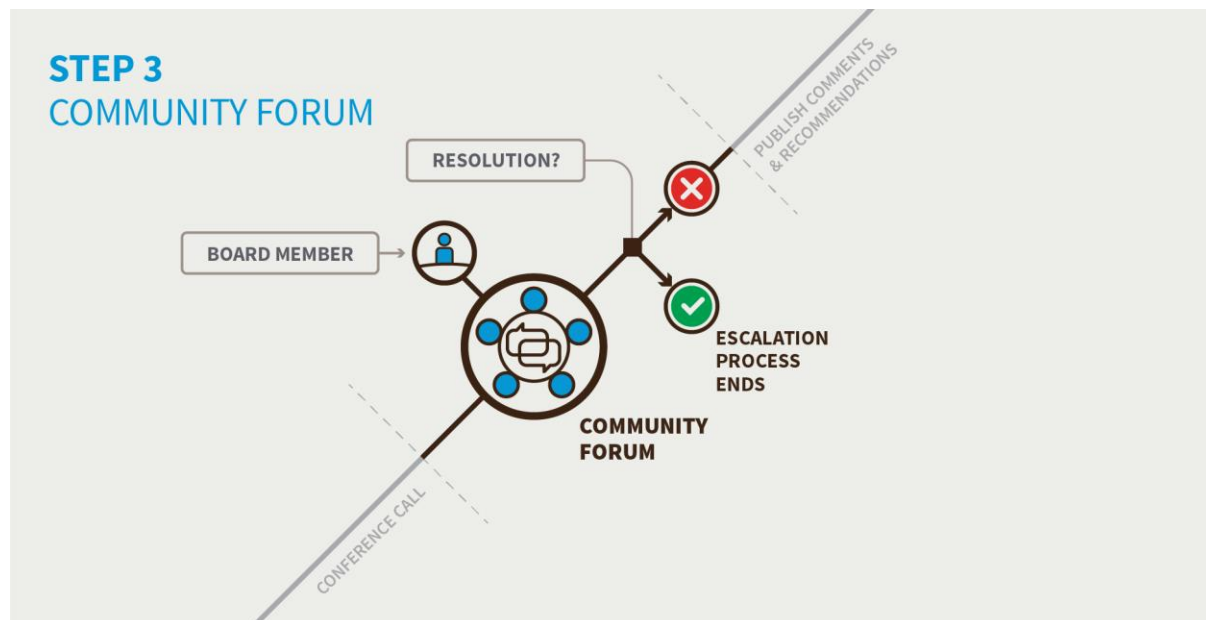 STEP 3
COMMUNITY FORUM
PUBLISH COMMENTS
& RECOMMENDATIONS
RESOLUTION?
BOARD MEMBER
ESCALATION
PROCESS
ENDS
COMMUNITY
FORUM
CONFERENCE CALL